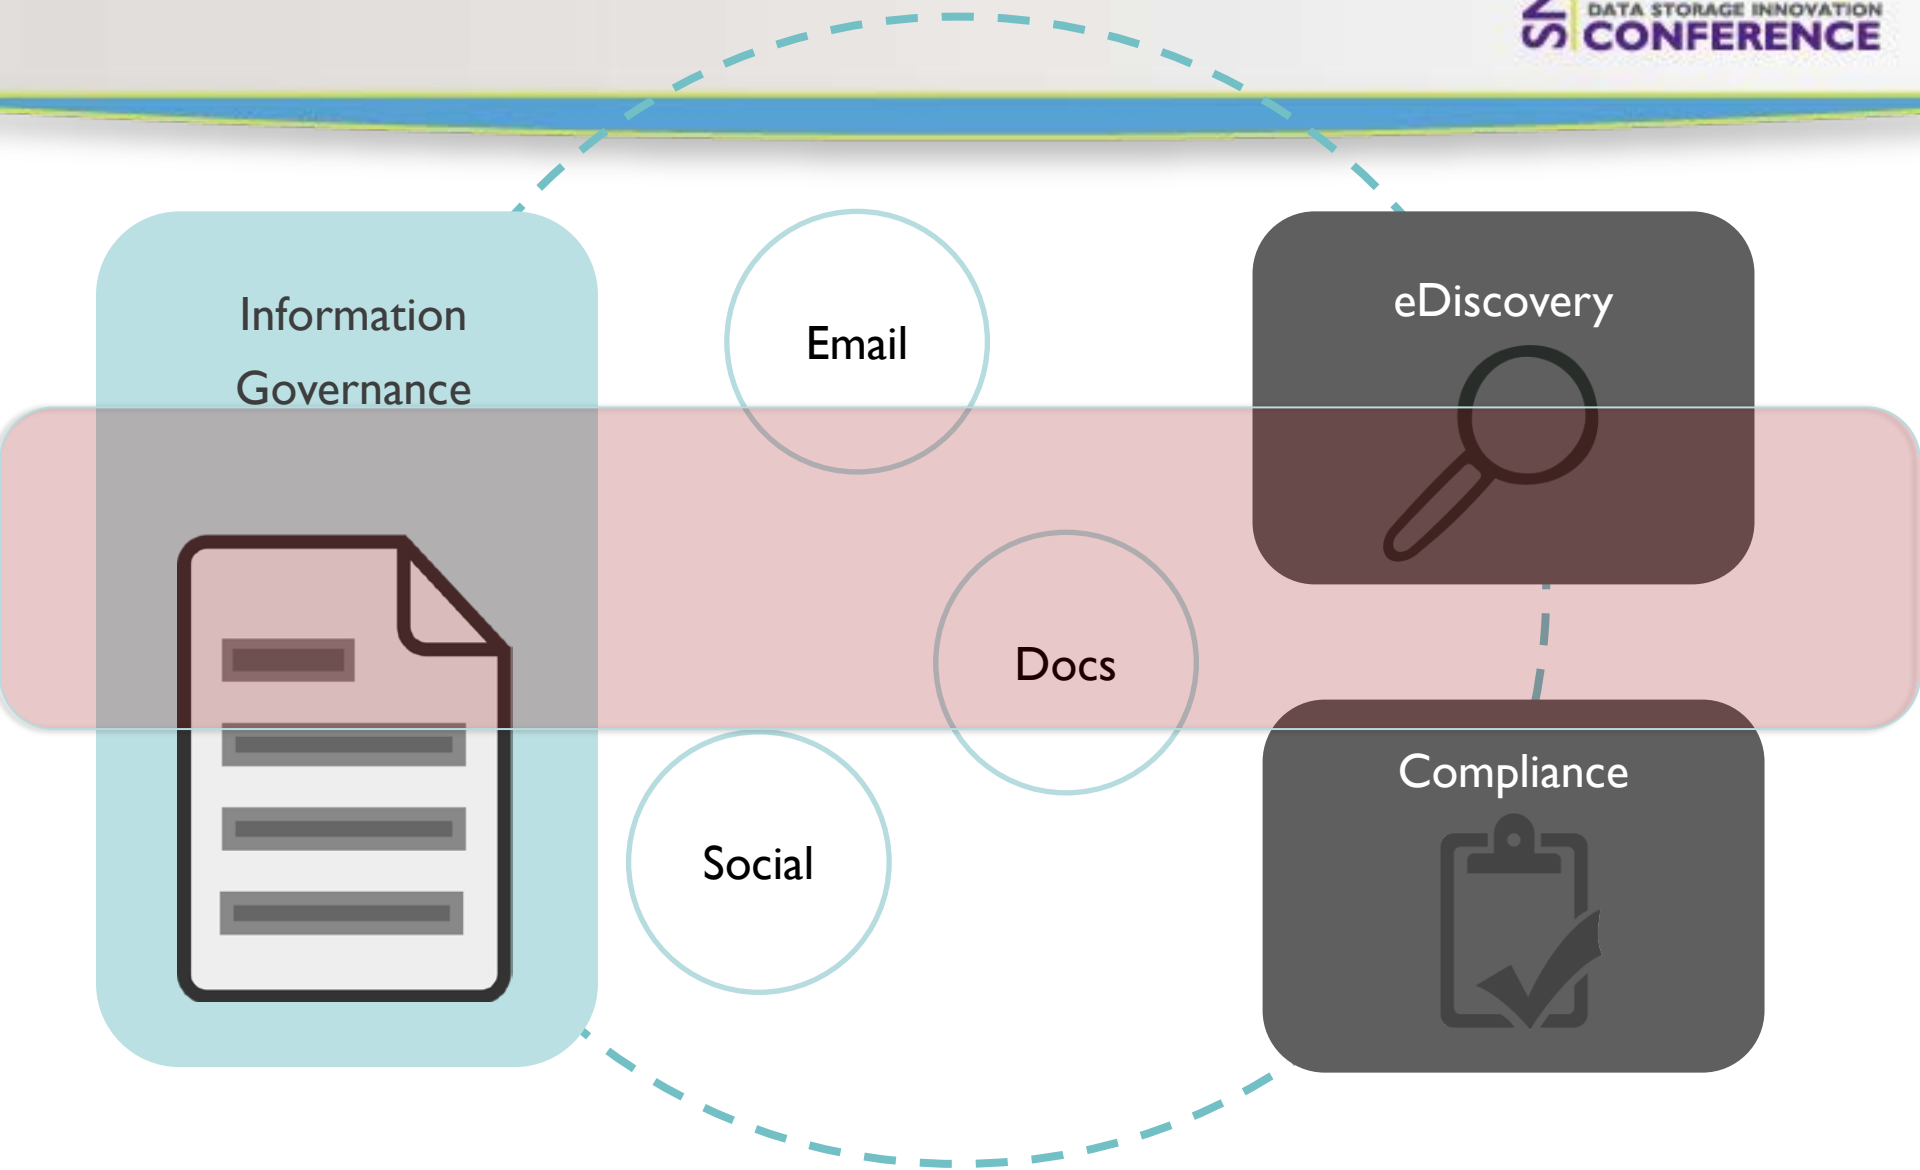 DATA STORAGE INNOVATION
CONFERENCE
Information
Governance
Email
eDiscovery
Docs
Compliance
Social